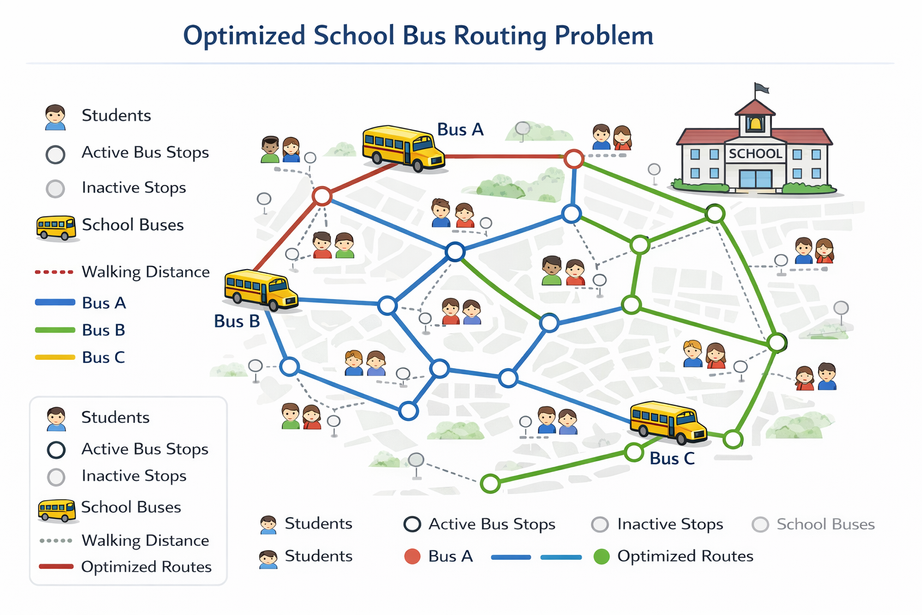 Optimized School Bus Routing Problem
Students
Active Bus Stops
Inactive Stops
School Buses
Walking Distance
Bus A
Bus B
Bus C
Students
Active Bus Stops
Inactive Stops
School Buses
Walking Distance
Optimized Routes
Bus A
SCHOOL
Bus B
Bus C
Students Active Bus Stops Inactive Stops School Buses
Students Bus A Optimized Routes